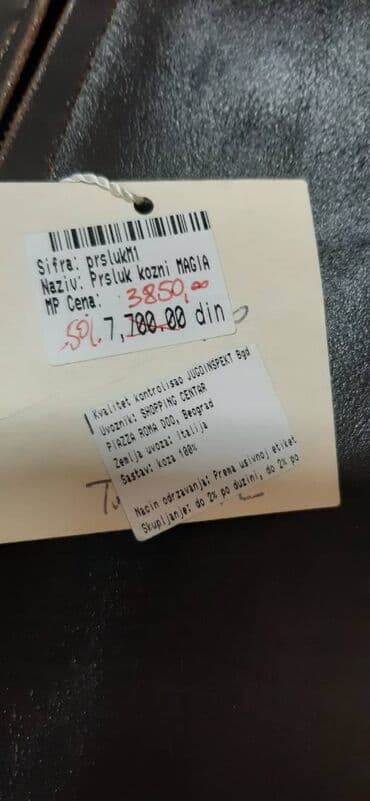 Sifra: prslukM1
Naziv: Prsluk kozni MAGIA
MP Cena: 3850,00
50% 7,700.00 din
Kvalitet kontrolisao JUGOINSPEKT Bgd
Uvoznik: SHOPPING CENTAR
PIAZZA ROMA DOO, Beograd
Zemlja uvoza: Italija
Sastav: koza 100%
Nacin odrzavanja: Prema usivnoj etiket
Skupljanje: do 2% po duzini, do 2% po